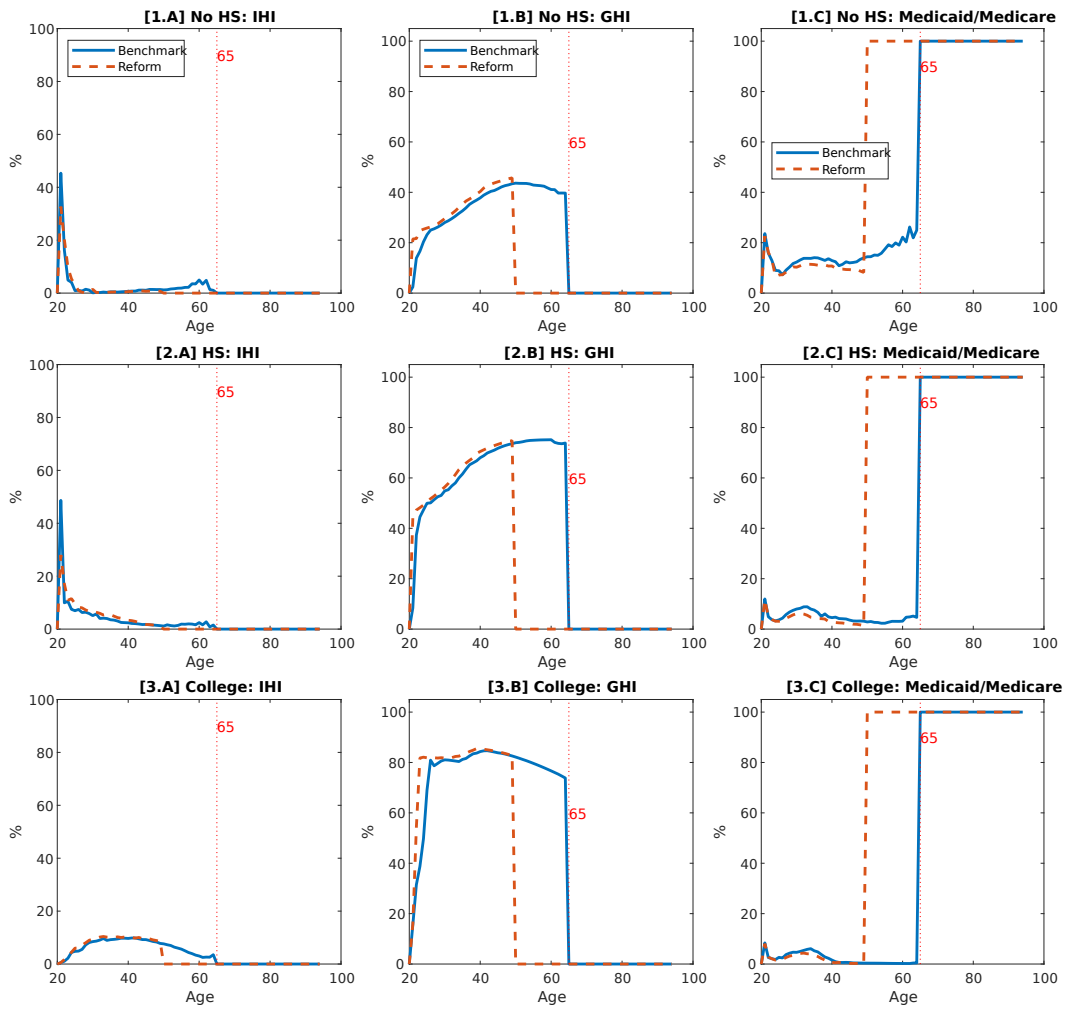 [1.A] No HS: IHI
100
80
60
40
20
0
%
Benchmark
Reform
65
20 40 60 80 100
Age
[1.B] No HS: GHI
100
80
60
40
20
0
%
Benchmark
Reform
65
20 40 60 80 100
Age
[1.C] No HS: Medicaid/Medicare
100
80
60
40
20
0
%
65
Benchmark
Reform
20 40 60 80 100
Age
[2.A] HS: IHI
100
80
60
40
20
0
%
65
20 40 60 80 100
Age
[2.B] HS: GHI
100
80
60
40
20
0
%
65
20 40 60 80 100
Age
[2.C] HS: Medicaid/Medicare
100
80
60
40
20
0
%
65
20 40 60 80 100
Age
[3.A] College: IHI
100
80
60
40
20
0
%
65
20 40 60 80 100
Age
[3.B] College: GHI
100
80
60
40
20
0
%
65
20 40 60 80 100
Age
[3.C] College: Medicaid/Medicare
100
80
60
40
20
0
%
65
20 40 60 80 100
Age